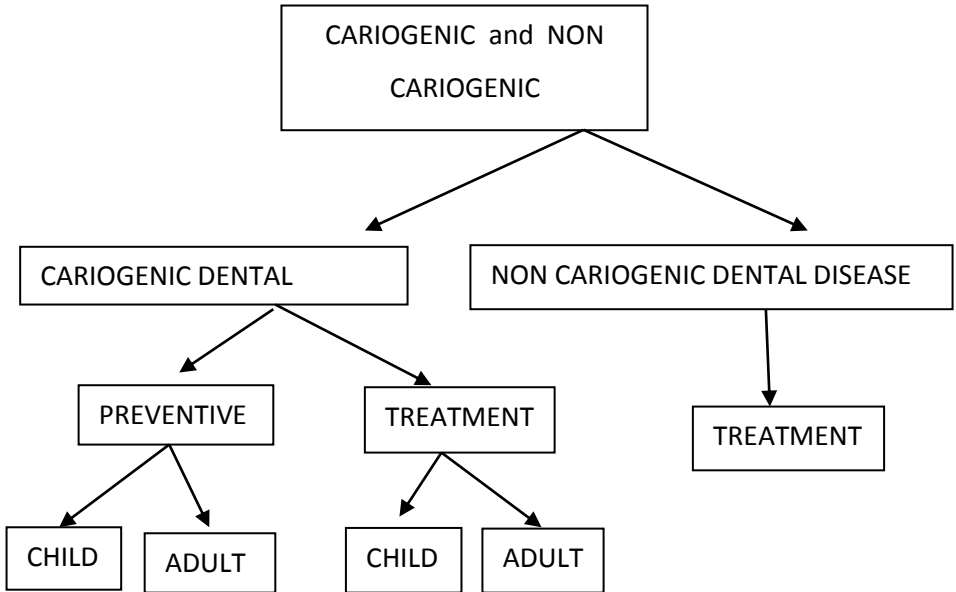 CARIOGENIC and NON
CARIOGENIC
CARIOGENIC DENTAL
NON CARIOGENIC DENTAL DISEASE
PREVENTIVE
TREATMENT
TREATMENT
CHILD
ADULT
CHILD
ADULT